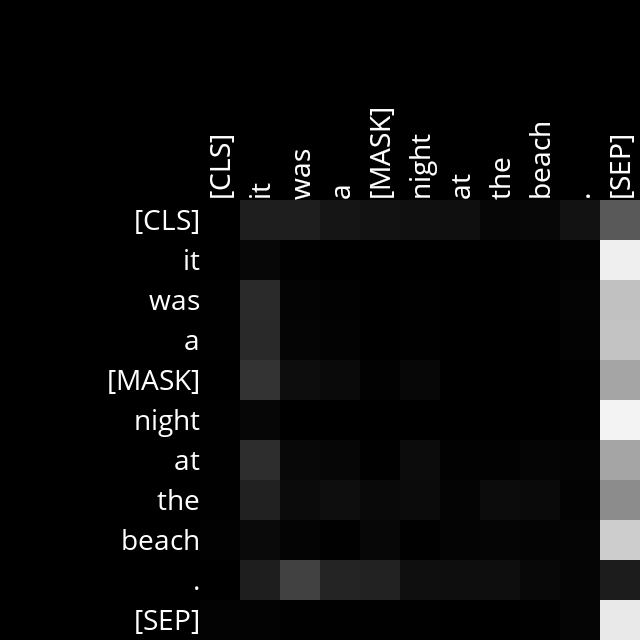 [CLS] it was a [MASK] night at the beach . [SEP]
[CLS]
it
was
a
[MASK]
night
at
the
beach
.
[SEP]